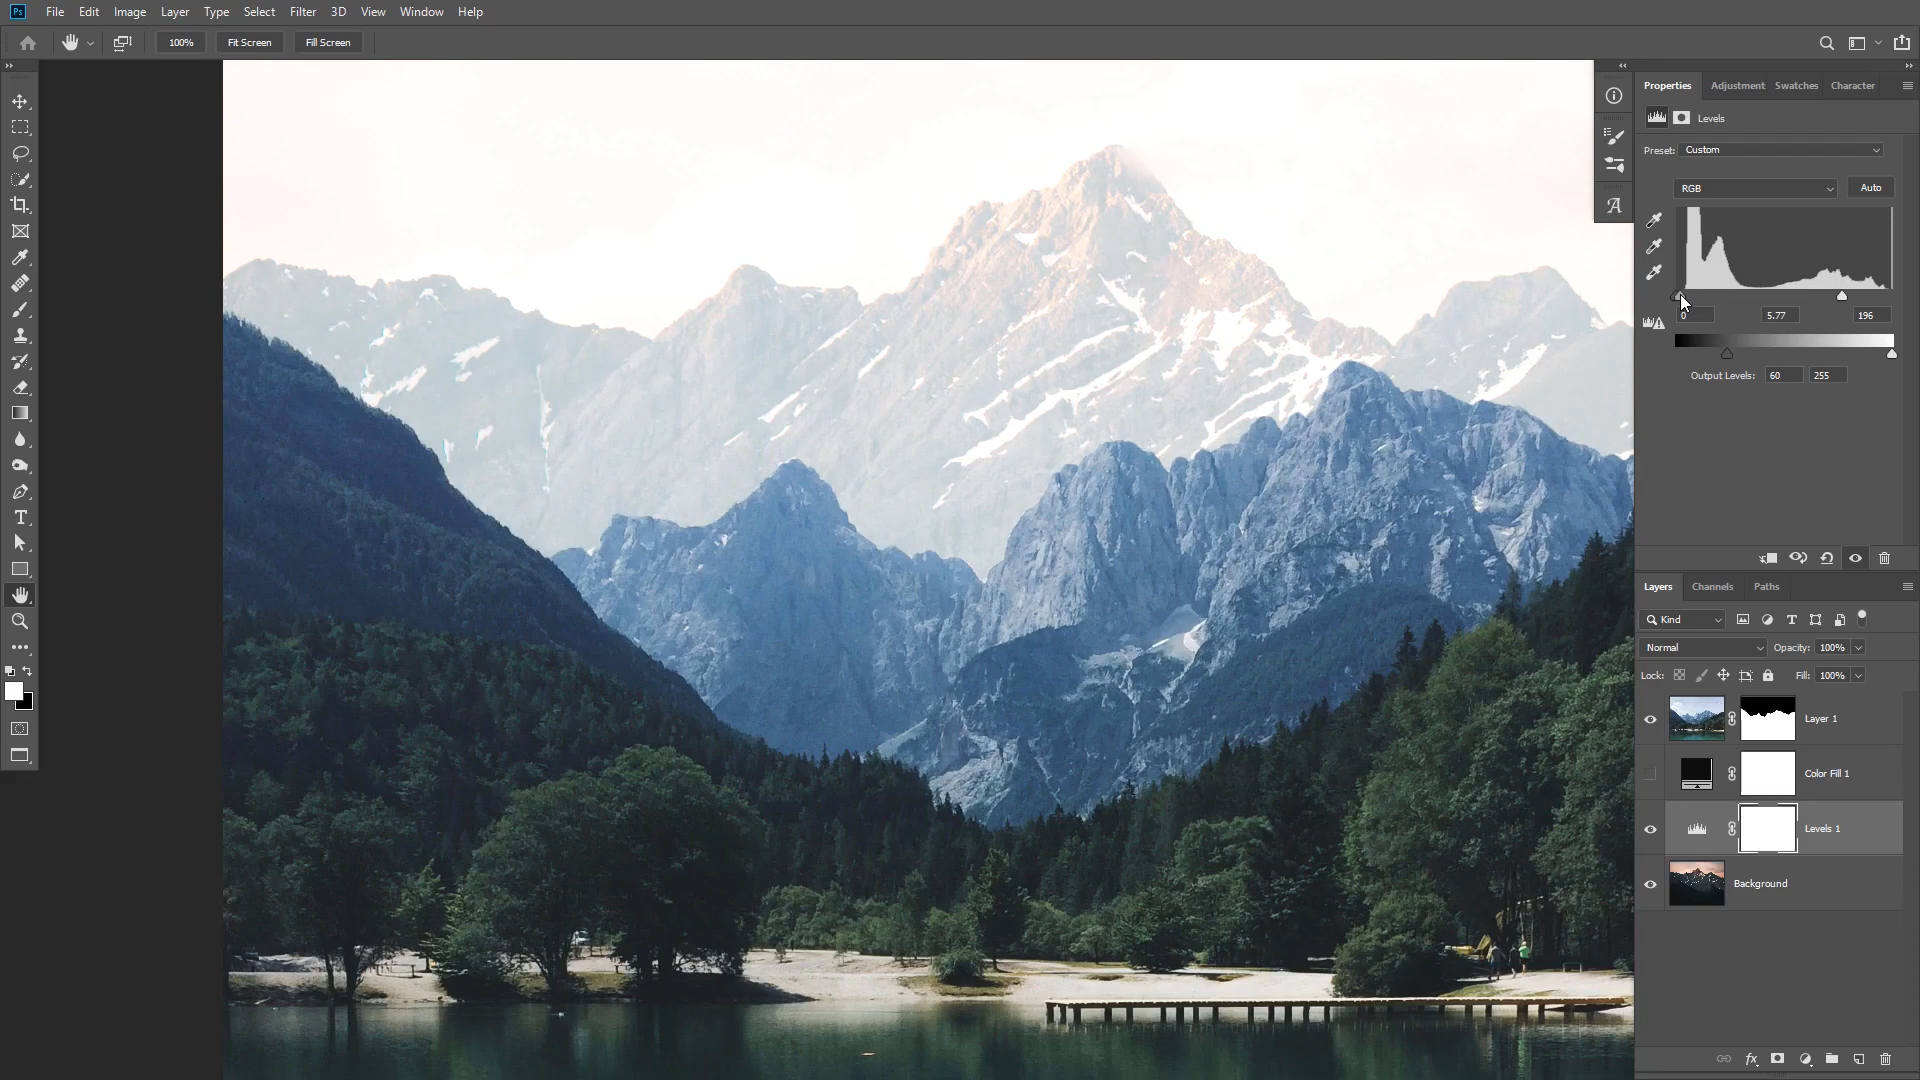 Ps File Edit Image Layer Type Select Filter 3D View Window Help
100% Fit Screen Fill Screen
Properties Adjustment Swatches Character
Levels
Preset: Custom
RGB Auto
0 5.77 196
Output Levels: 60 255
Layers Channels Paths
Kind
Normal Opacity: 100%
Lock: Fill: 100%
Layer 1
Color Fill 1
Levels 1
Background
fx